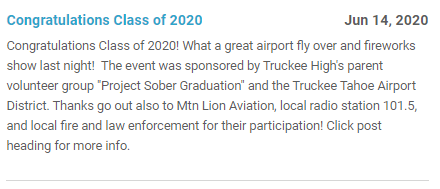 Congratulations Class of 2020 Jun 14, 2020
Congratulations Class of 2020! What a great airport fly over and fireworks
show last night!  The event was sponsored by Truckee High's parent
volunteer group "Project Sober Graduation" and the Truckee Tahoe Airport
District. Thanks go out also to Mtn Lion Aviation, local radio station 101.5,
and local fire and law enforcement for their participation! Click post
heading for more info.